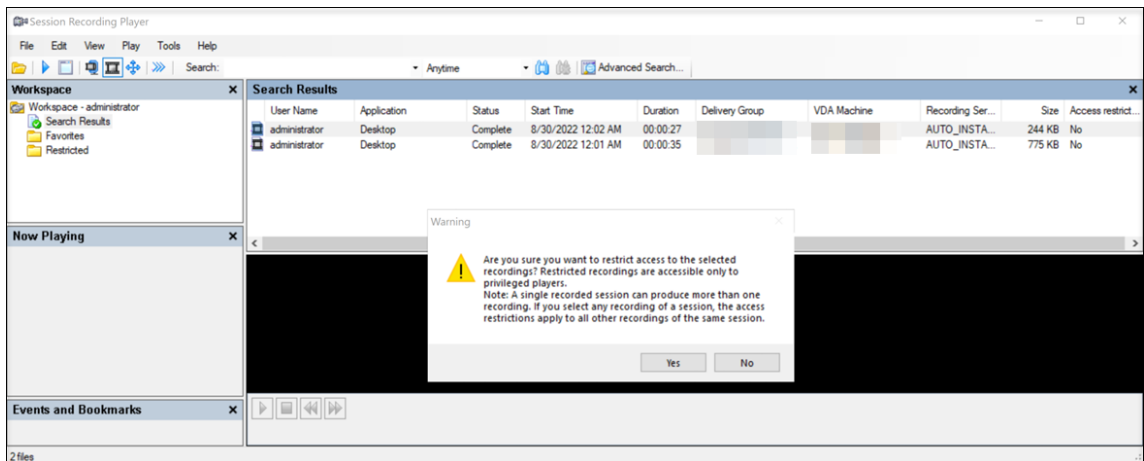 Session Recording Player
File Edit View Play Tools Help
Search: Anytime Advanced Search...
Workspace
Workspace - administrator
Search Results
Favorites
Restricted
Search Results
User Name Application Status Start Time Duration Delivery Group VDA Machine Recording Ser... Size Access restrict...
administrator Desktop Complete 8/30/2022 12:02 AM 00:00:27 AUTO_INSTA... 244 KB No
administrator Desktop Complete 8/30/2022 12:01 AM 00:00:35 AUTO_INSTA... 775 KB No
Now Playing
Warning
Are you sure you want to restrict access to the selected
recordings? Restricted recordings are accessible only to
privileged players.
Note: A single recorded session can produce more than one
recording. If you select any recording of a session, the access
restrictions apply to all other recordings of the same session.
Yes No
Events and Bookmarks
2 files